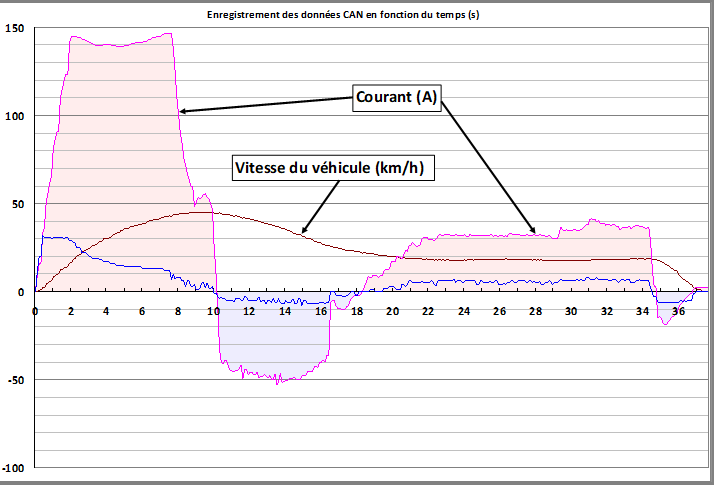 Enregistrement des données CAN en fonction du temps (s)
150
Courant (A)
100
Vitesse du véhicule (km/h)
50
0
0 2 4 6 8 10 12 14 16 18 20 22 24 26 28 30 32 34 36
-50
-100